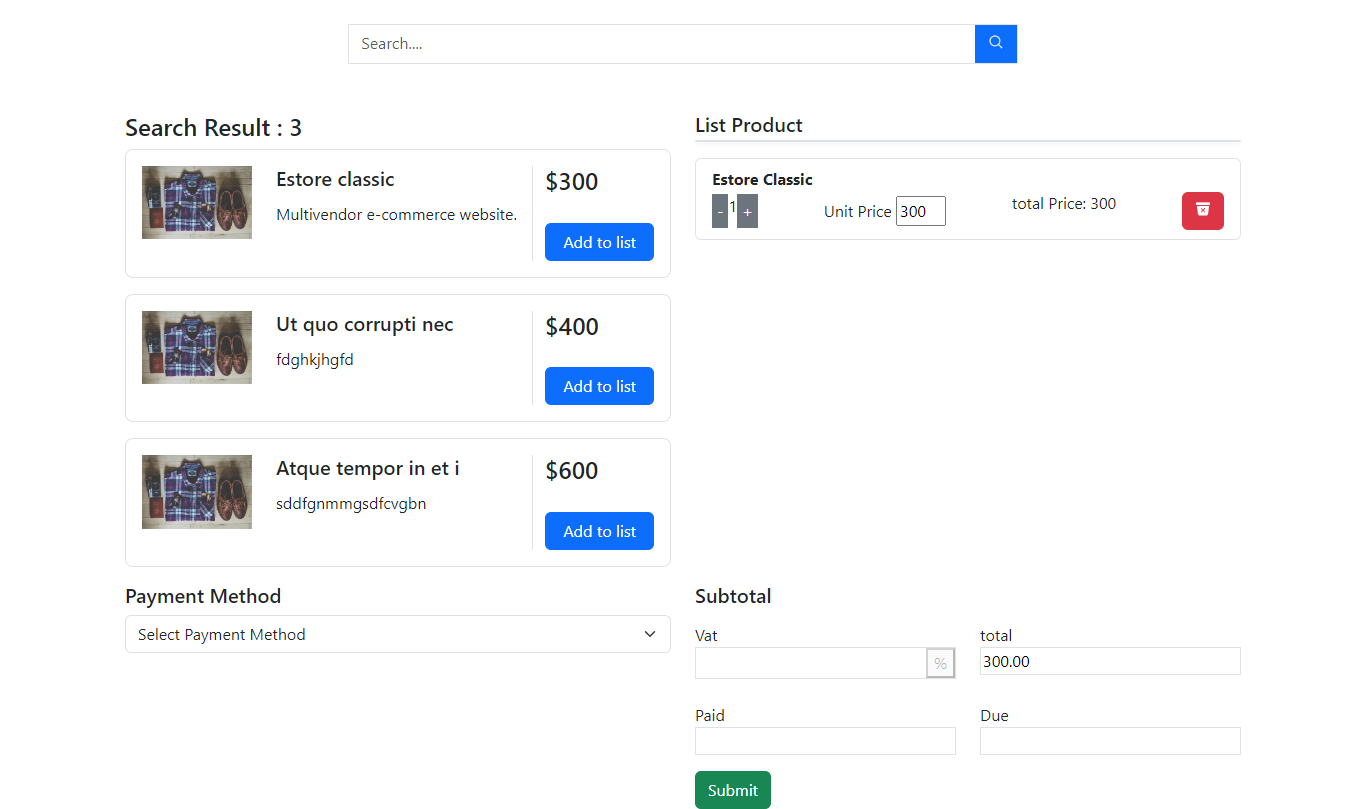 Search....
Search Result : 3
Estore classic
Multivendor e-commerce website.
$300
Add to list
Ut quo corrupti nec
fdghkjhgfd
$400
Add to list
Atque tempor in et i
sddfgnmmgsdfcvgbn
$600
Add to list
List Product
Estore Classic
- 1 + Unit Price 300 total Price: 300
Payment Method
Select Payment Method
Subtotal
Vat
%
total
300.00
Paid
Due
Submit